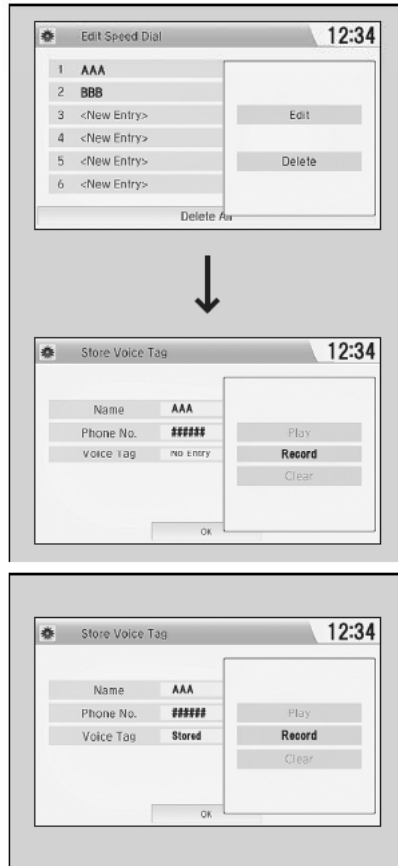 Edit Speed Dial 12:34
1 AAA
2 BBB
3 <New Entry> Edit
4 <New Entry>
5 <New Entry> Delete
6 <New Entry>
Delete All
Store Voice Tag 12:34
Name AAA
Phone No. ###### Play
Voice Tag No Entry Record
Clear
OK
Store Voice Tag 12:34
Name AAA
Phone No. ###### Play
Voice Tag Stored Record
Clear
OK